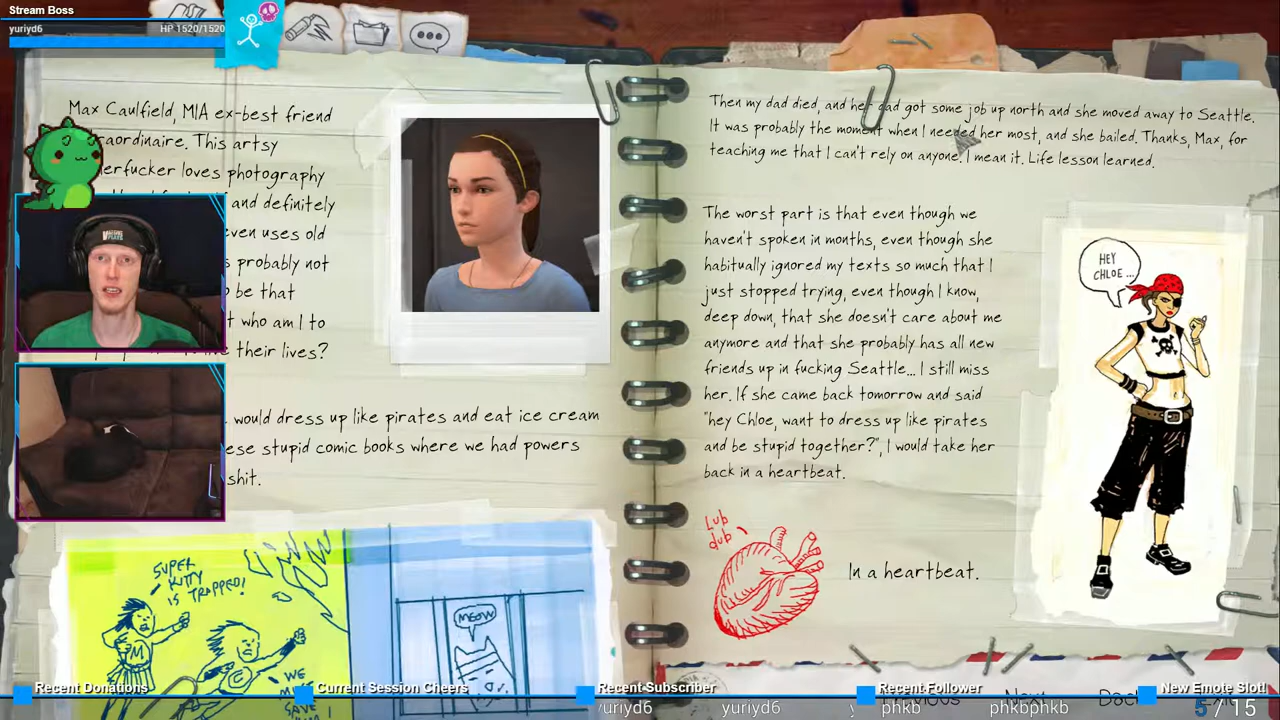 Stream Boss
yuriyd6
HP 1520/1520
Max Caulfield, MIA ex-best friend
This artsy
loves photography
and definitely
even uses old
probably not
be that
who am I to
their lives?
would dress up like pirates and eat ice cream
stupid comic books where we had powers
shit.
SUPER
KITTY
IS TRAPPED!
M
C
WE
SAVE
MEOW
Then my dad died, and her dad got some job up north and she moved away to Seattle.
It was probably the moment when I needed her most, and she bailed. Thanks, Max, for
teaching me that I can't rely on anyone. I mean it. Life lesson learned.
The worst part is that even though we
haven't spoken in months, even though she
habitually ignored my texts so much that I
just stopped trying, even though I know,
deep down, that she doesn't care about me
anymore and that she probably has all new
friends up in fucking Seattle... I still miss
her. If she came back tomorrow and said
"hey Chloe, want to dress up like pirates
and be stupid together?", I would take her
back in a heartbeat.
HEY
CHLOE...
Lub
dub
In a heartbeat.
Recent Donations
Current Session Cheers
Recent Subscriber
Recent Follower
New Emote Slot!
yuriyd6
yuriyd6
phkb
phkbphkb
5 / 15